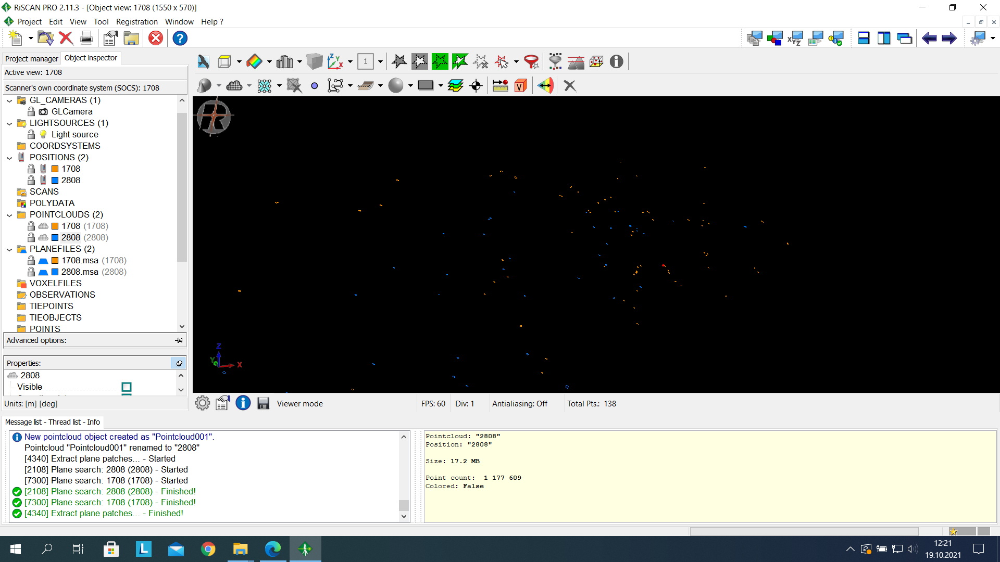 RiSCAN PRO 2.11.3 - [Object view: 1708 (1550 x 570)]
Project Edit View Tool Registration Window Help ?
XYZ
Project manager Object inspector
Z Y X 1
Active view: 1708
Scanner's own coordinate system (SOCS): 1708
V
GL_CAMERAS (1)
GLCamera
LIGHTSOURCES (1)
Light source
COORDSYSTEMS
POSITIONS (2)
1708
2808
SCANS
POLYDATA
POINTCLOUDS (2)
1708 (1708)
2808 (2808)
PLANEFILES (2)
1708.msa (1708)
2808.msa (2808)
VOXELFILES
OBSERVATIONS
TIEPOINTS
TIEOBJECTS
POINTS
Advanced options:
Properties:
2808
Visible
Units: [m] [deg]
R
Z
Y
X
Viewer mode FPS: 60 Div: 1 Antialiasing: Off Total Pts.: 138
Message list - Thread list - Info
New pointcloud object created as "Pointcloud001".
Pointcloud "Pointcloud001" renamed to "2808"
[4340] Extract plane patches... - Started
[2108] Plane search: 2808 (2808) - Started
[7300] Plane search: 1708 (1708) - Started
[2108] Plane search: 2808 (2808) - Finished!
[7300] Plane search: 1708 (1708) - Finished!
[4340] Extract plane patches... - Finished!
Pointcloud: "2808"
Position: "2808"
Size: 17.2 MB
Point count: 1 177 609
Colored: False
L
12:21
19.10.2021